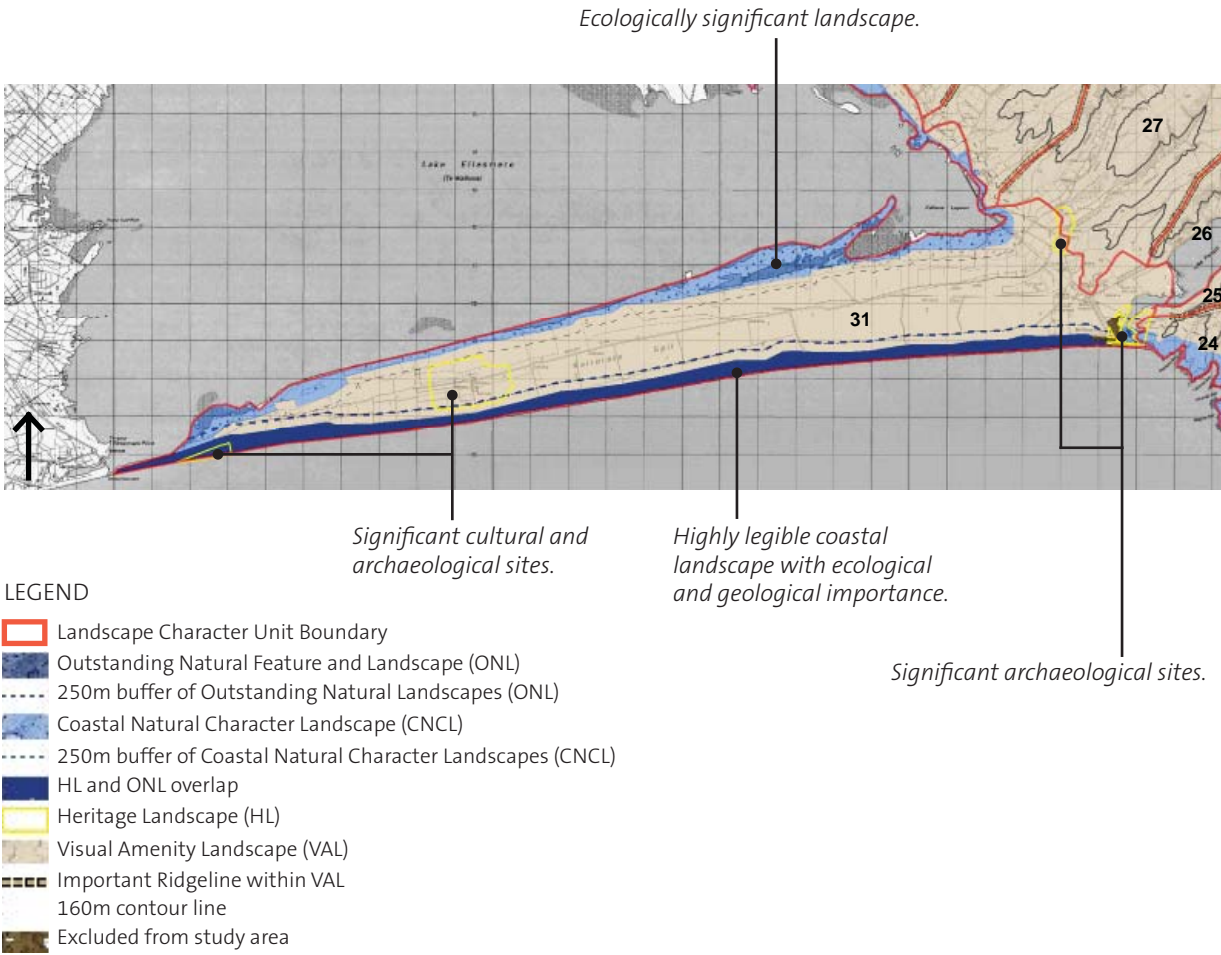 Ecologically significant landscape.
27
Lake Ellesmere
26
25
31
24
Significant cultural and
archaeological sites.
Highly legible coastal
landscape with ecological
and geological importance.
Significant archaeological sites.
LEGEND
Landscape Character Unit Boundary
Outstanding Natural Feature and Landscape (ONL)
250m buffer of Outstanding Natural Landscapes (ONL)
Coastal Natural Character Landscape (CNCL)
250m buffer of Coastal Natural Character Landscapes (CNCL)
HL and ONL overlap
Heritage Landscape (HL)
Visual Amenity Landscape (VAL)
Important Ridgeline within VAL
160m contour line
Excluded from study area